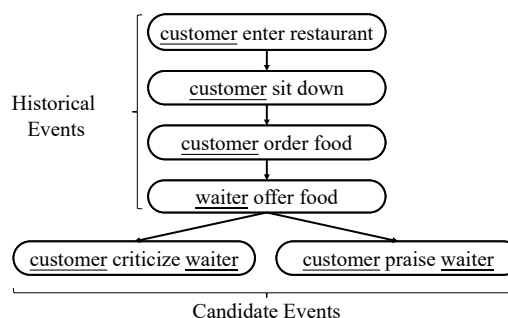 customer enter restaurant
customer sit down
Historical
Events
customer order food
waiter offer food
customer criticize waiter
customer praise waiter
Candidate Events